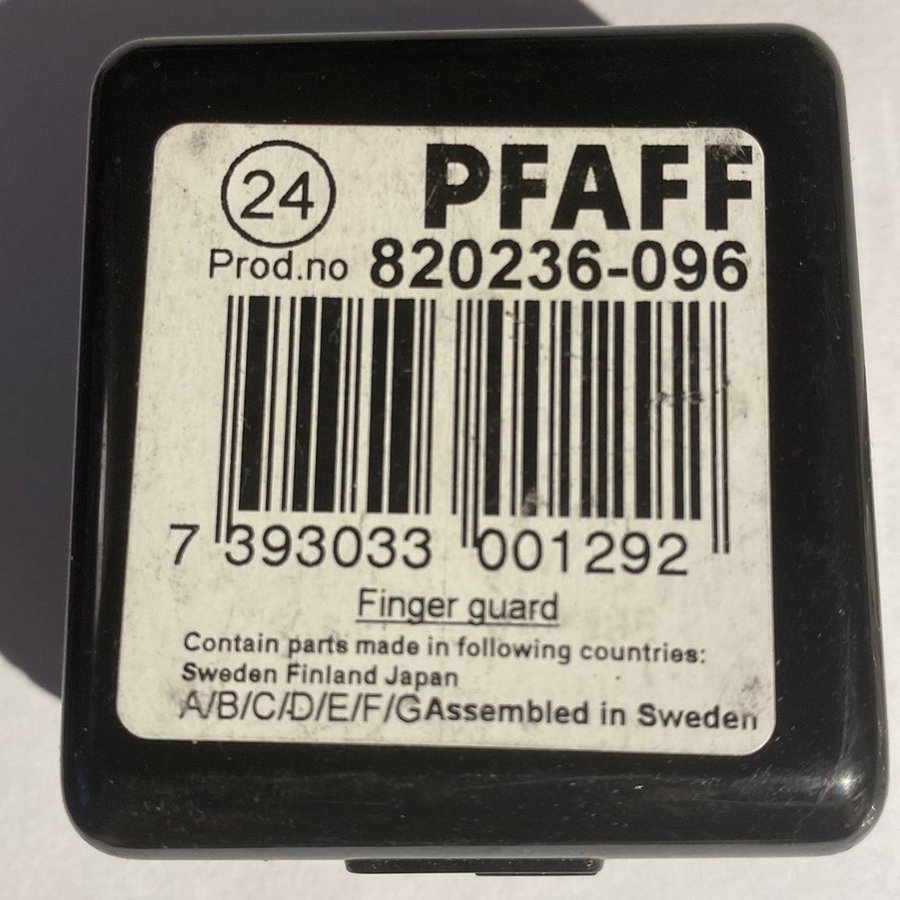 24 PFAFF
Prod.no 820236-096
7 393033 001292
Finger guard
Contain parts made in following countries:
Sweden Finland Japan
A/B/C/D/E/F/G Assembled in Sweden